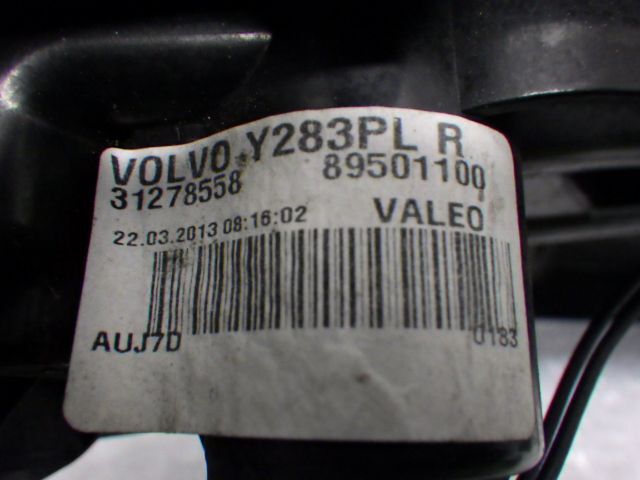 VOLVO Y283PL R
31278558 89501100
22.03.2013 08:16:02 VALEO
AUJ7D 0183